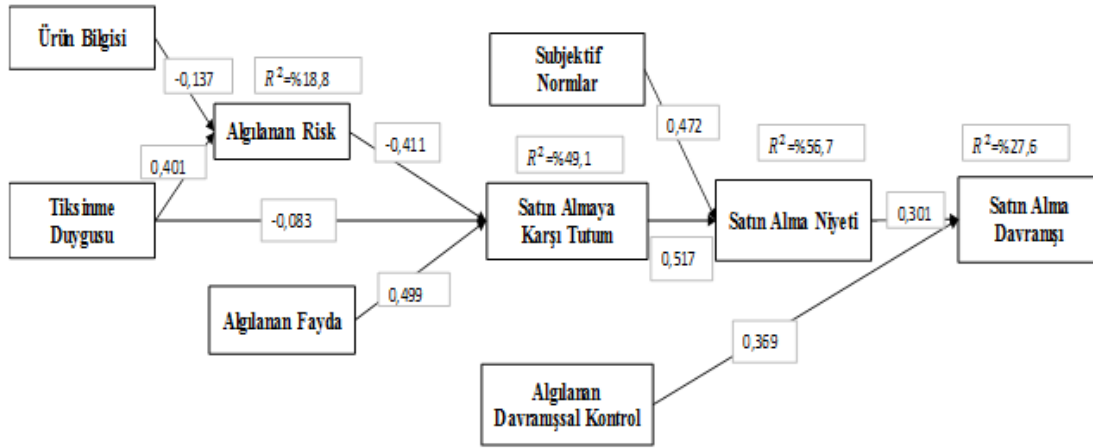 Ürün Bilgisi
-0,137
R²=%18,8
Algılanan Risk
0,401
Tiksinme
Duygusu
-0,411
-0,083
Algılanan Fayda
0,499
Subjektif
Normlar
0,472
R²=%49,1
Satın Almaya
Karşı Tutum
0,517
R²=%56,7
Satın Alma Niyeti
0,301
R²=%27,6
Satın Alma
Davranışı
0,369
Algılanan
Davranışsal Kontrol